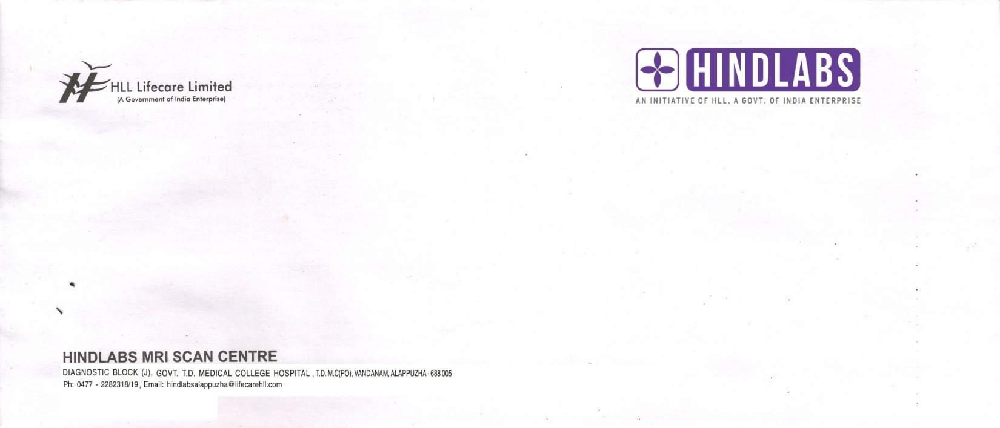 HLL Lifecare Limited
(A Government of India Enterprise)
HINDLABS
AN INITIATIVE OF HLL, A GOVT. OF INDIA ENTERPRISE
HINDLABS MRI SCAN CENTRE
DIAGNOSTIC BLOCK (J), GOVT. T.D. MEDICAL COLLEGE HOSPITAL , T.D. M.C(PO), VANDANAM, ALAPPUZHA - 688 005
Ph: 0477 - 2282318/19 , Email: hindlabsalappuzha@lifecarehll.com